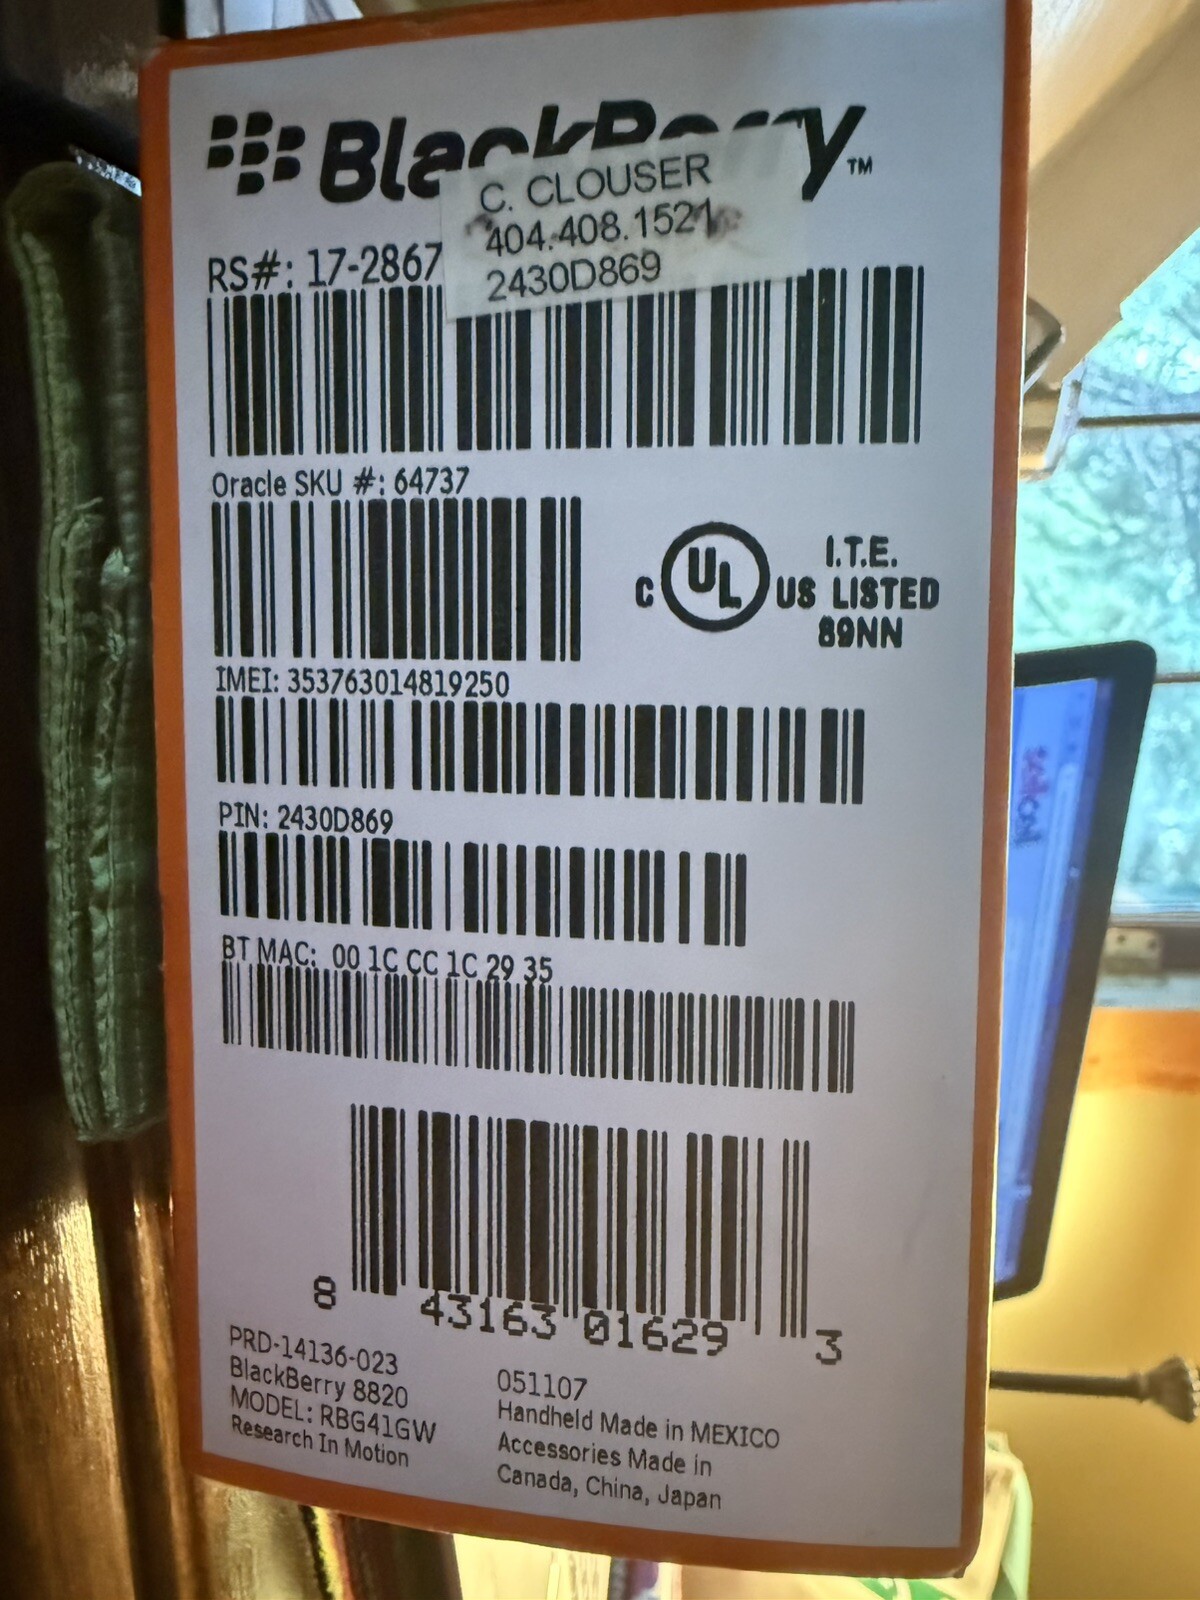 BlackBerry™
C. CLOUSER
404.408.1521
2430D869
RS#: 17-2867
Oracle SKU #: 64737
C UL US I.T.E.
LISTED
89NN
IMEI: 353763014819250
PIN: 2430D869
BT MAC: 00 1C CC 1C 29 35
8 43163 01629 3
PRD-14136-023
BlackBerry 8820
MODEL: RBG41GW
Research In Motion
051107
Handheld Made in MEXICO
Accessories Made in
Canada, China, Japan